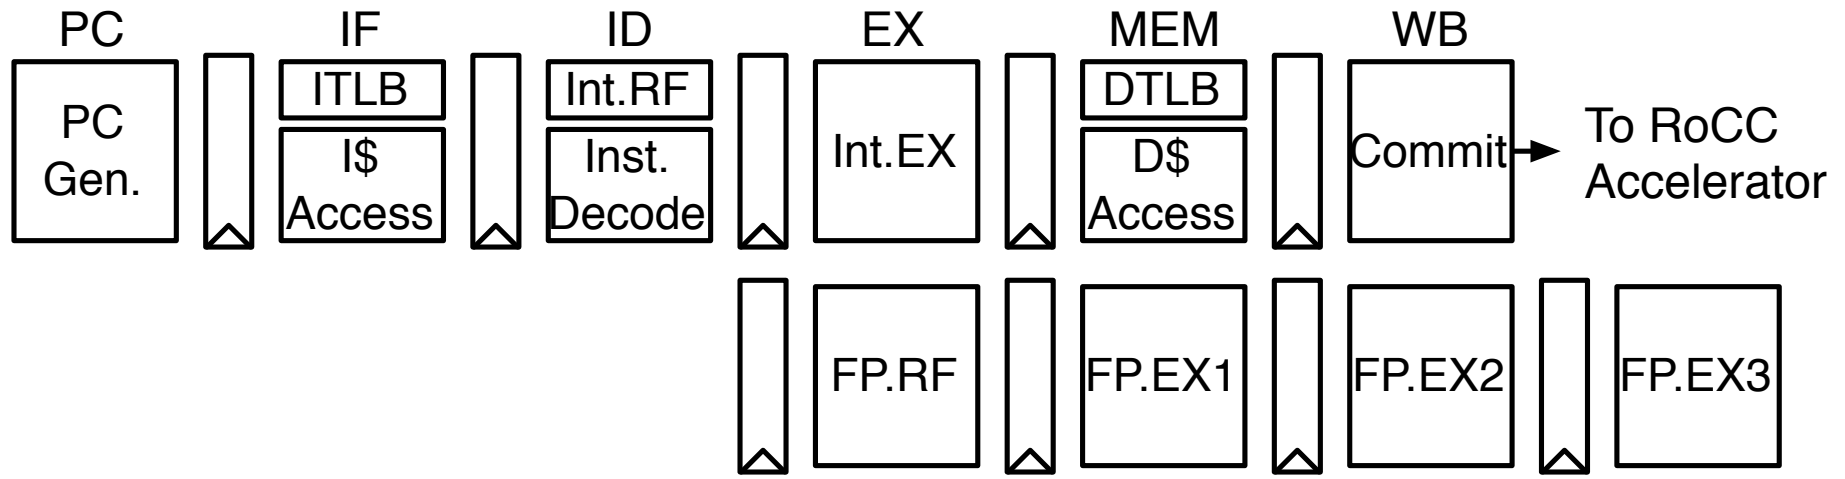 PC IF ID EX MEM WB
PC
Gen.
ITLB
I$
Access
Int.RF
Inst.
Decode
Int.EX
DTLB
D$
Access
Commit
To RoCC
Accelerator
FP.RF
FP.EX1
FP.EX2
FP.EX3